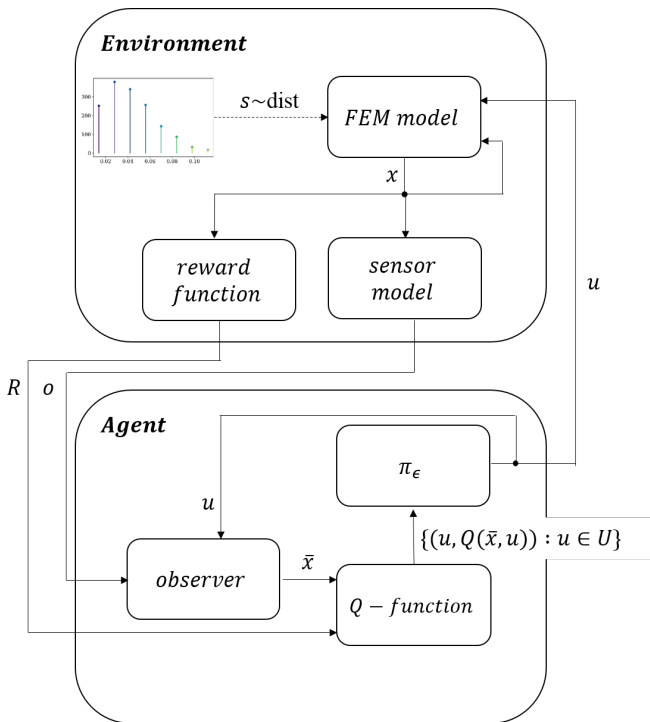 Environment
300
200
100
0
0.02 0.04 0.06 0.08 0.10
s~dist
FEM model
x
reward
function
sensor
model
u
R
o
Agent
π_ϵ
u
{(u, Q(x̄, u)) : u ∈ U}
observer
x̄
Q − function